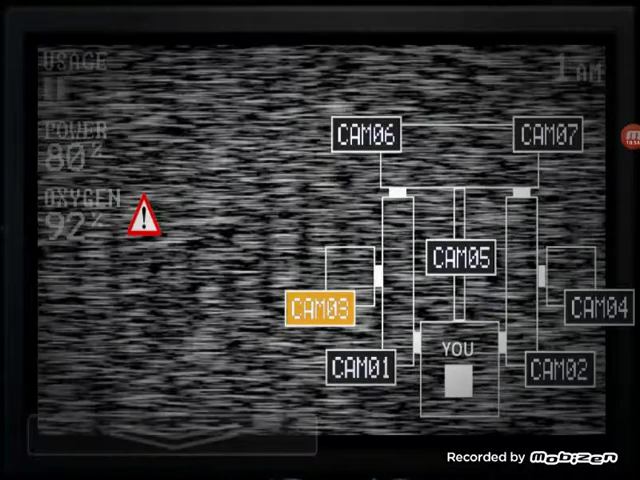 USAGE
1 AM
POWER
80%
OXYGEN
92%
CAM06
CAM07
CAM05
CAM03
CAM04
CAM01
YOU
CAM02
Recorded by mobizen